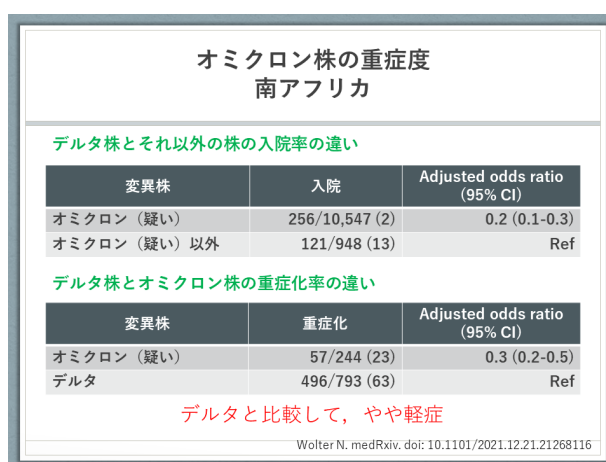 オミクロン株の重症度
南アフリカ
デルタ株とそれ以外の株の入院率の違い
変異株 入院 Adjusted odds ratio (95% CI)
オミクロン（疑い） 256/10,547 (2) 0.2 (0.1-0.3)
オミクロン（疑い）以外 121/948 (13) Ref
デルタ株とオミクロン株の重症化率の違い
変異株 重症化 Adjusted odds ratio (95% CI)
オミクロン（疑い） 57/244 (23) 0.3 (0.2-0.5)
デルタ 496/793 (63) Ref
デルタと比較して，やや軽症
Wolter N. medRxiv. doi: 10.1101/2021.12.21.21268116